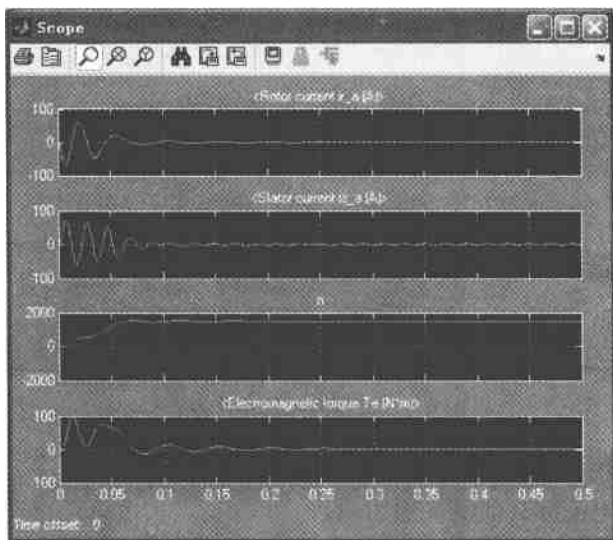 Scope
<Rotor current ir_a (A)>
100
0
-100
<Stator current is_a (A)>
100
0
-100
n
2000
0
-2000
<Electromagnetic torque Te (N*m)>
100
0
100
0 0.05 0.1 0.15 0.2 0.25 0.3 0.35 0.4 0.45 0.5
Time offset: 0